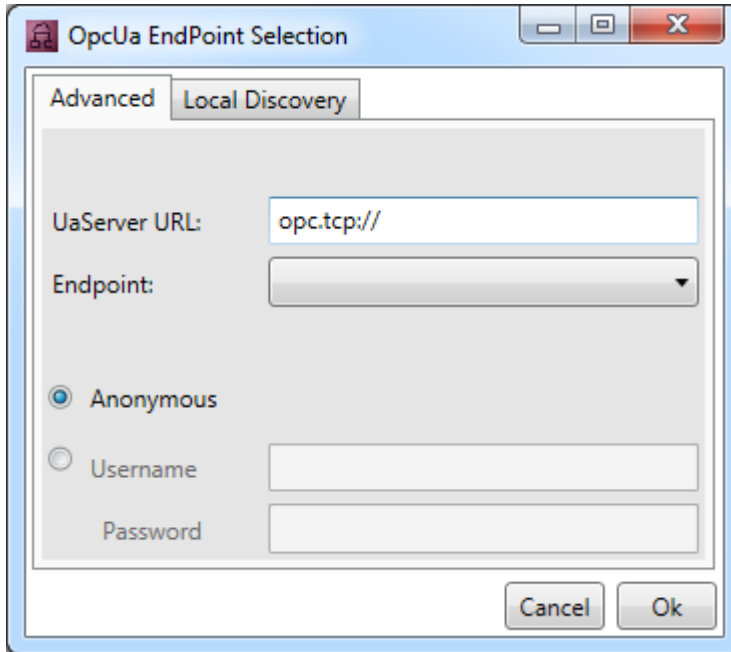 OpcUa EndPoint Selection
Advanced Local Discovery
UaServer URL: opc.tcp://
Endpoint:
Anonymous
Username
Password
Cancel Ok